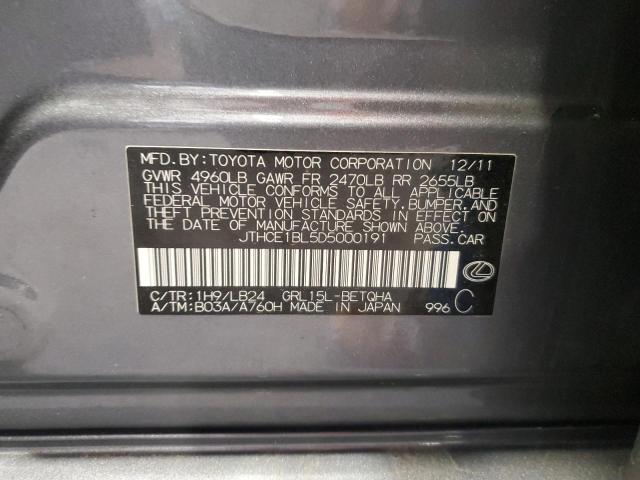 MFD.BY:TOYOTA MOTOR CORPORATION 12/11
GVWR 4960LB GAWR FR 2470LB RR 2655LB
THIS VEHICLE CONFORMS TO ALL APPLICABLE
FEDERAL MOTOR VEHICLE SAFETY,BUMPER,AND
THEFT PREVENTION STANDARDS IN EFFECT ON
THE DATE OF MANUFACTURE SHOWN ABOVE.
JTHCE1BL5D5000191 PASS.CAR
C/TR:1H9/LB24 GRL15L-BETQHA
A/TM:B03A/A760H MADE IN JAPAN 996 C